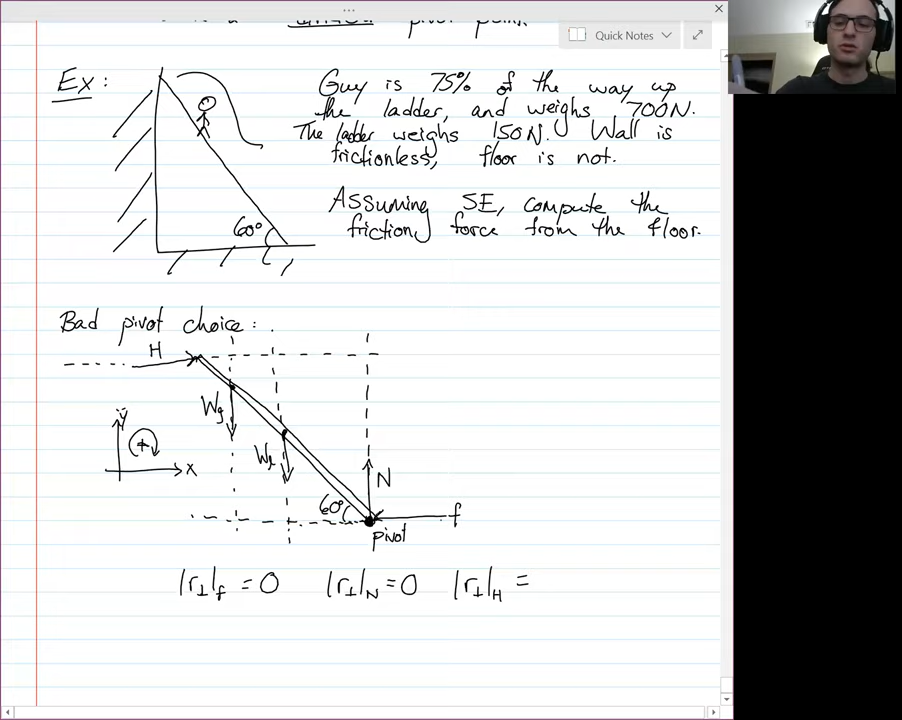 pivot point.
Quick Notes
Ex:
Guy is 75% of the way up
the ladder, and weighs 700N.
The ladder weighs 150N. Wall is
frictionless, floor is not.
60°
Assuming SE, compute the
friction force from the floor.
Bad pivot choice:
H
Wg
y
Wl
x
N
60°
f
pivot
|r⊥|f = 0 |r⊥|N = 0 |r⊥|H =